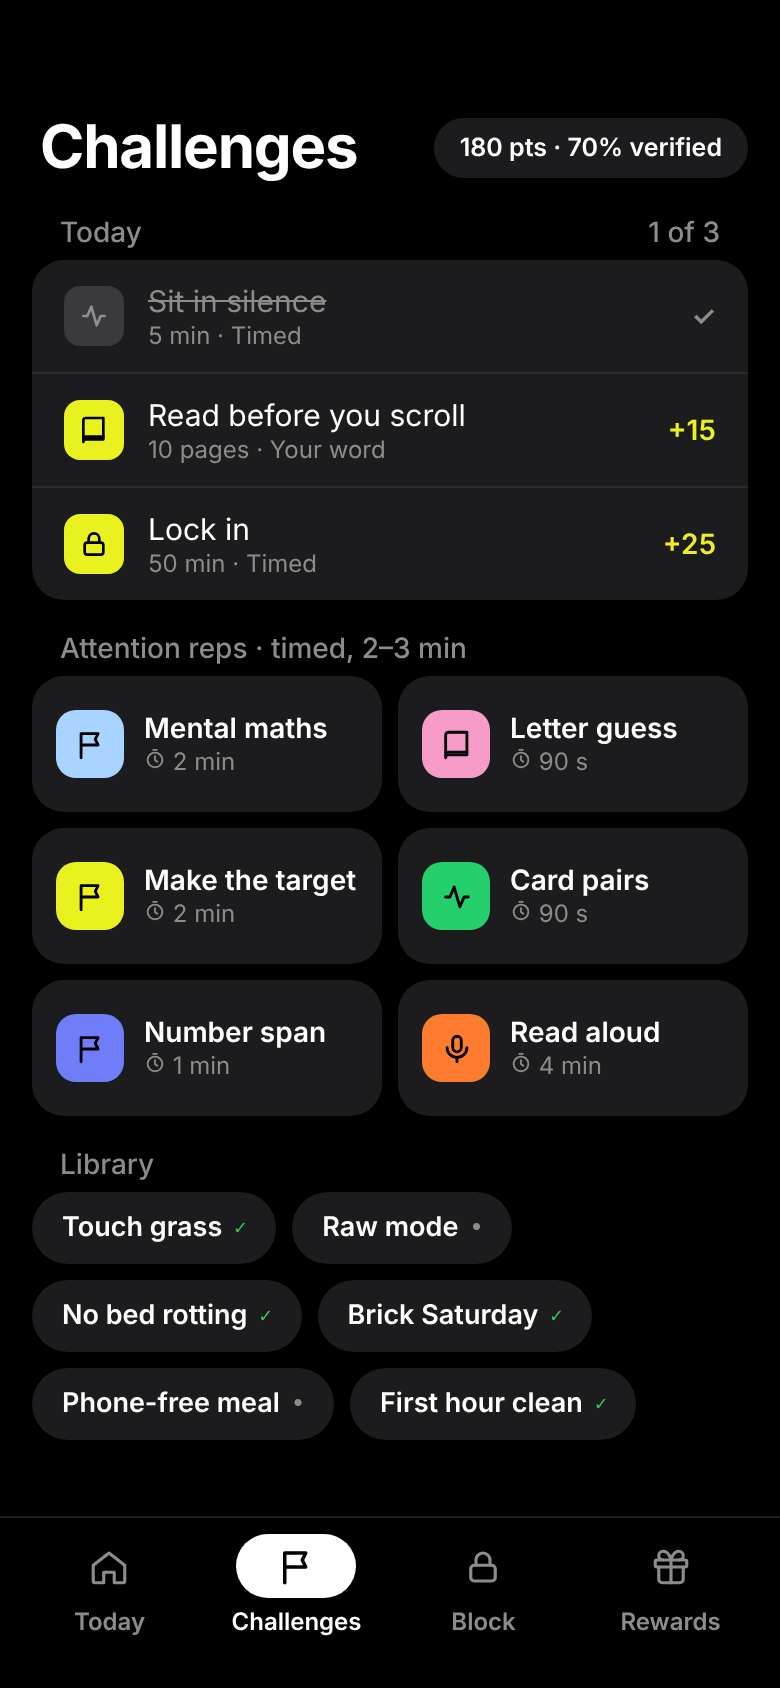 Challenges
180 pts · 70% verified
Today
1 of 3
Sit in silence
5 min · Timed
✓
Read before you scroll
10 pages · Your word
+15
Lock in
50 min · Timed
+25
Attention reps · timed, 2–3 min
Mental maths
2 min
Letter guess
90 s
Make the target
2 min
Card pairs
90 s
Number span
1 min
Read aloud
4 min
Library
Touch grass ✓
Raw mode •
No bed rotting ✓
Brick Saturday ✓
Phone-free meal •
First hour clean ✓
Today
Challenges
Block
Rewards